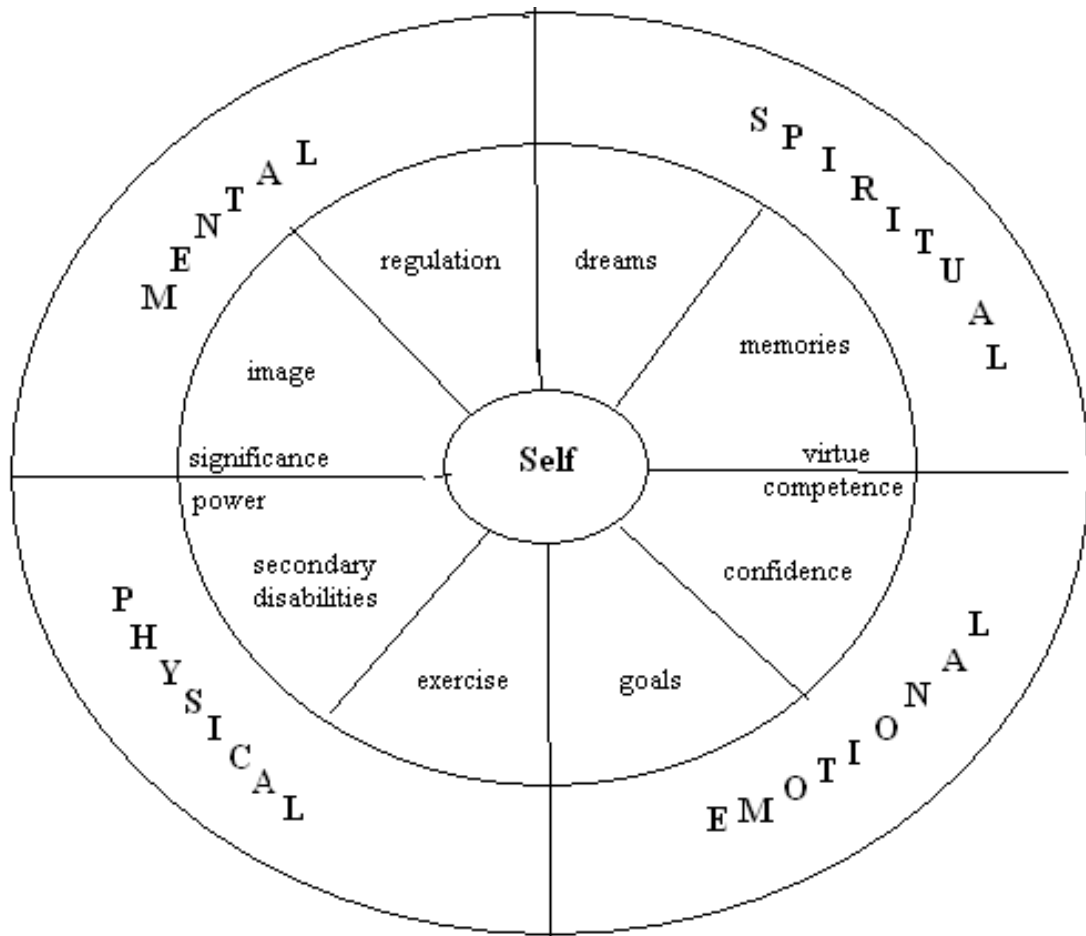 MENTAL
SPIRITUAL
regulation
dreams
image
memories
significance
Self
virtue
power
competence
secondary
disabilities
confidence
exercise
goals
PHYSICAL
EMOTIONAL